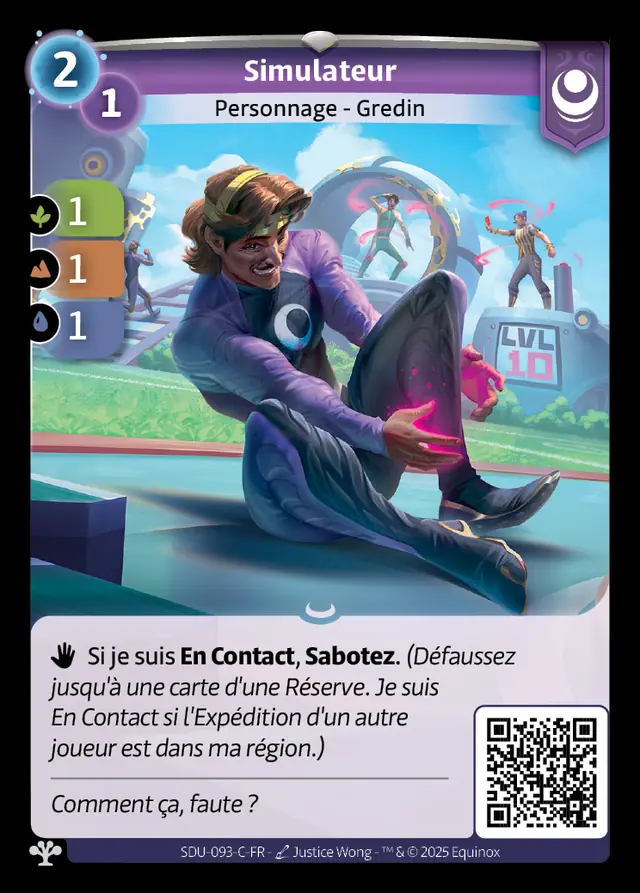 2
Simulateur
1
Personnage - Gredin
1
1
1
LVL
10
Si je suis En Contact, Sabotez. (Défaussez
jusqu'à une carte d'une Réserve. Je suis
En Contact si l'Expédition d'un autre
joueur est dans ma région.)
Comment ça, faute ?
SDU-093-C-FR - Justice Wong - ™ & © 2025 Equinox